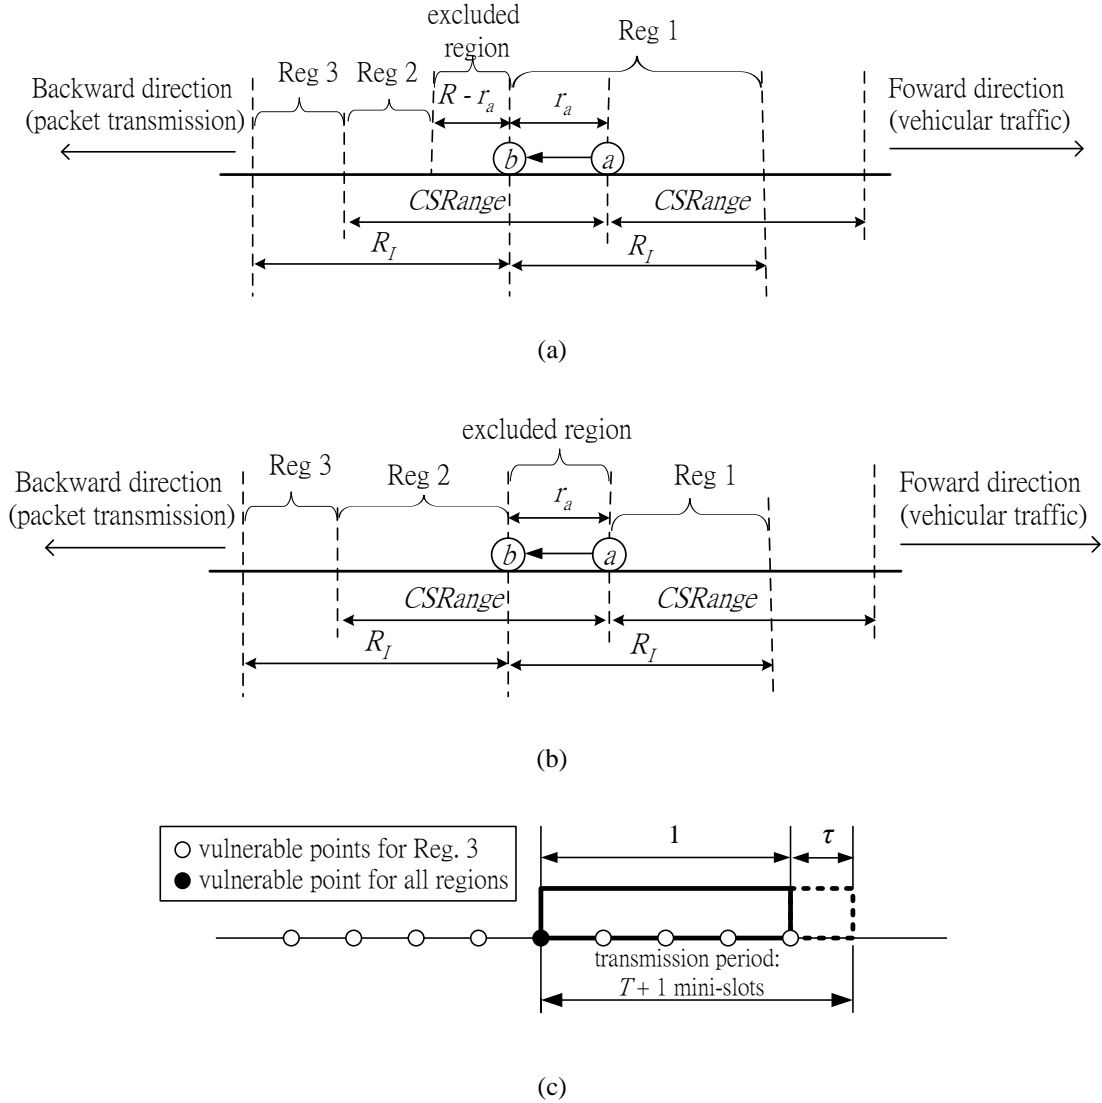 excluded
region
Reg 1
Reg 3
Reg 2
Backward direction
(packet transmission)
R - r_a
r_a
Foward direction
(vehicular traffic)
b
a
CSRange
CSRange
R_I
R_I
(a)
excluded region
Reg 3
Reg 2
Reg 1
Backward direction
(packet transmission)
r_a
Foward direction
(vehicular traffic)
b
a
CSRange
CSRange
R_I
R_I
(b)
vulnerable points for Reg. 3
vulnerable point for all regions
1
τ
transmission period:
T + 1 mini-slots
(c)